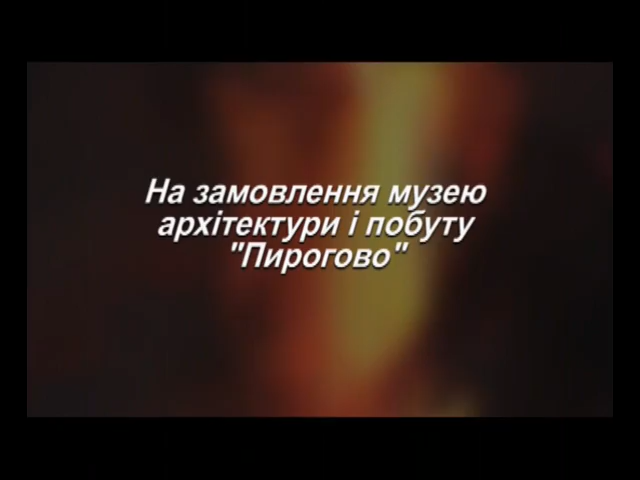 На замовлення музею
архітектури і побуту
"Пирогово"